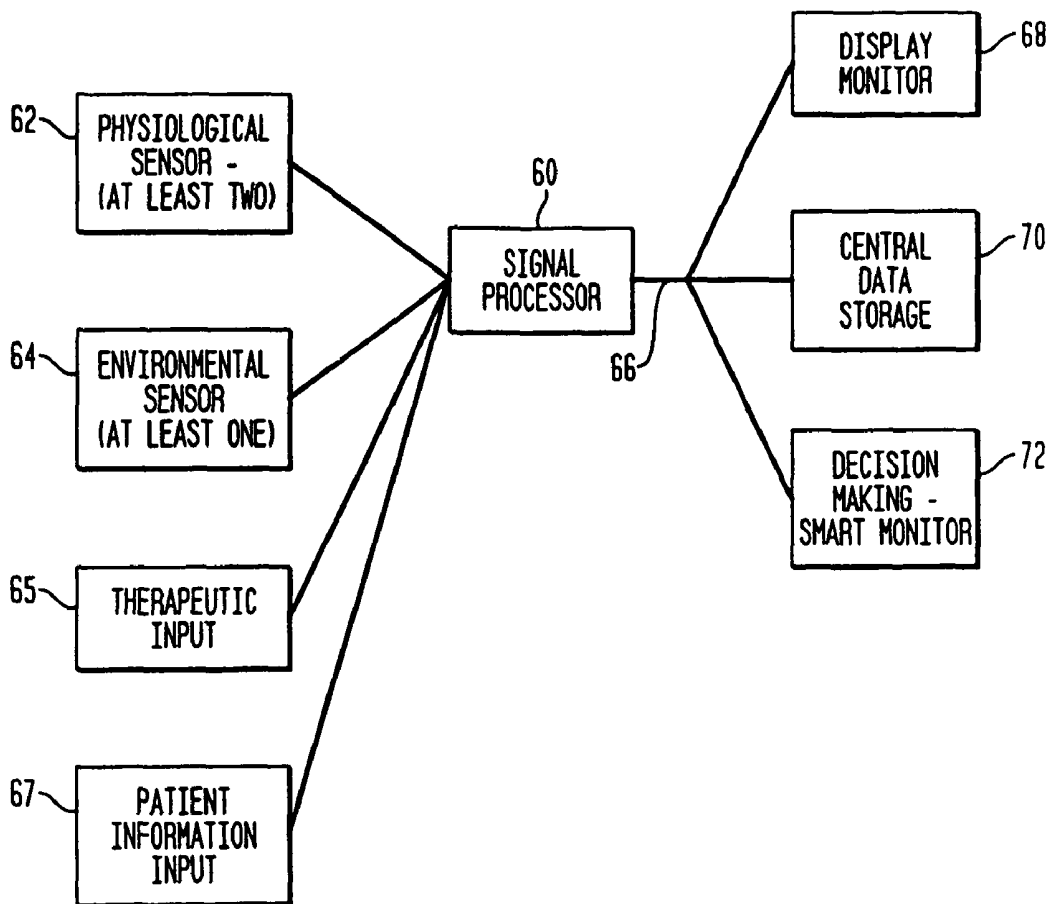 62
PHYSIOLOGICAL
SENSOR -
(AT LEAST TWO)
64
ENVIRONMENTAL
SENSOR
(AT LEAST ONE)
65
THERAPEUTIC
INPUT
67
PATIENT
INFORMATION
INPUT
60
SIGNAL
PROCESSOR
66
DISPLAY
MONITOR
68
CENTRAL
DATA
STORAGE
70
DECISION
MAKING -
SMART MONITOR
72